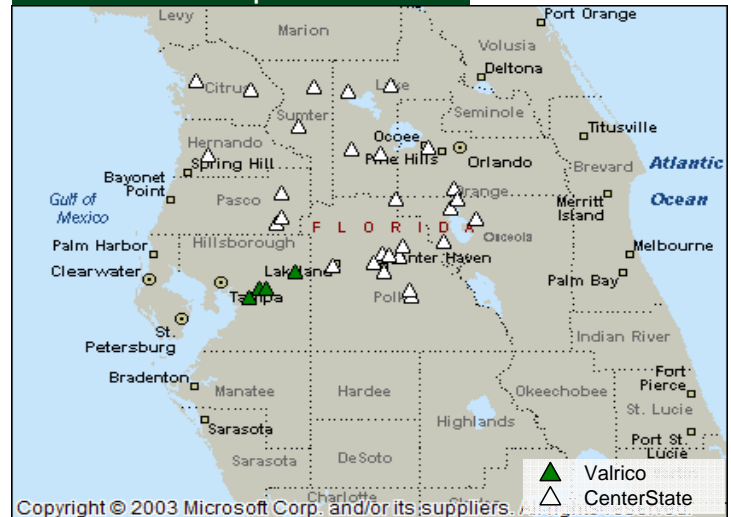 Levy
Marion
Port Orange
Volusia
Deltona
Citrus
Lake
Sumter
Seminole
Hernando
Ocoee
Titusville
Spring Hill
Pine Hills
Orlando
Brevard
Atlantic
Ocean
Bayonet
Point
Gulf of
Mexico
Pasco
Orange
Merritt
Island
FLORIDA
Palm Harbor
Hillsborough
Osceola
Melbourne
Clearwater
Lakeland
nter Haven
Palm Bay
Tampa
Polk
St.
Petersburg
Indian River
Bradenton
Manatee
Hardee
Okeechobee
Fort
Pierce
St. Lucie
Highlands
Sarasota
Port St.
Lucie
Sarasota
DeSoto
Valrico
CenterState
Charlotte
Copyright © 2003 Microsoft Corp. and/or its suppliers.